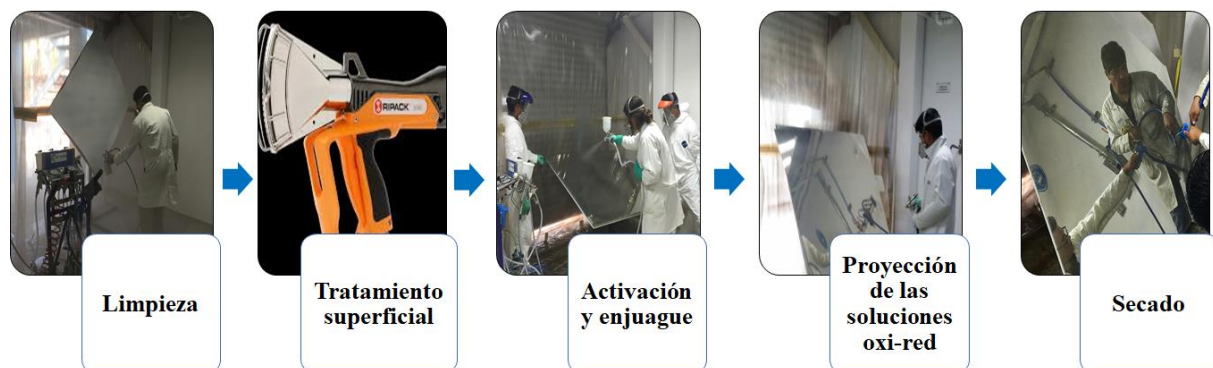 RIPACK
Limpieza
Tratamiento
superficial
Activación
y enjuague
Proyección
de las
soluciones
oxi-red
Secado